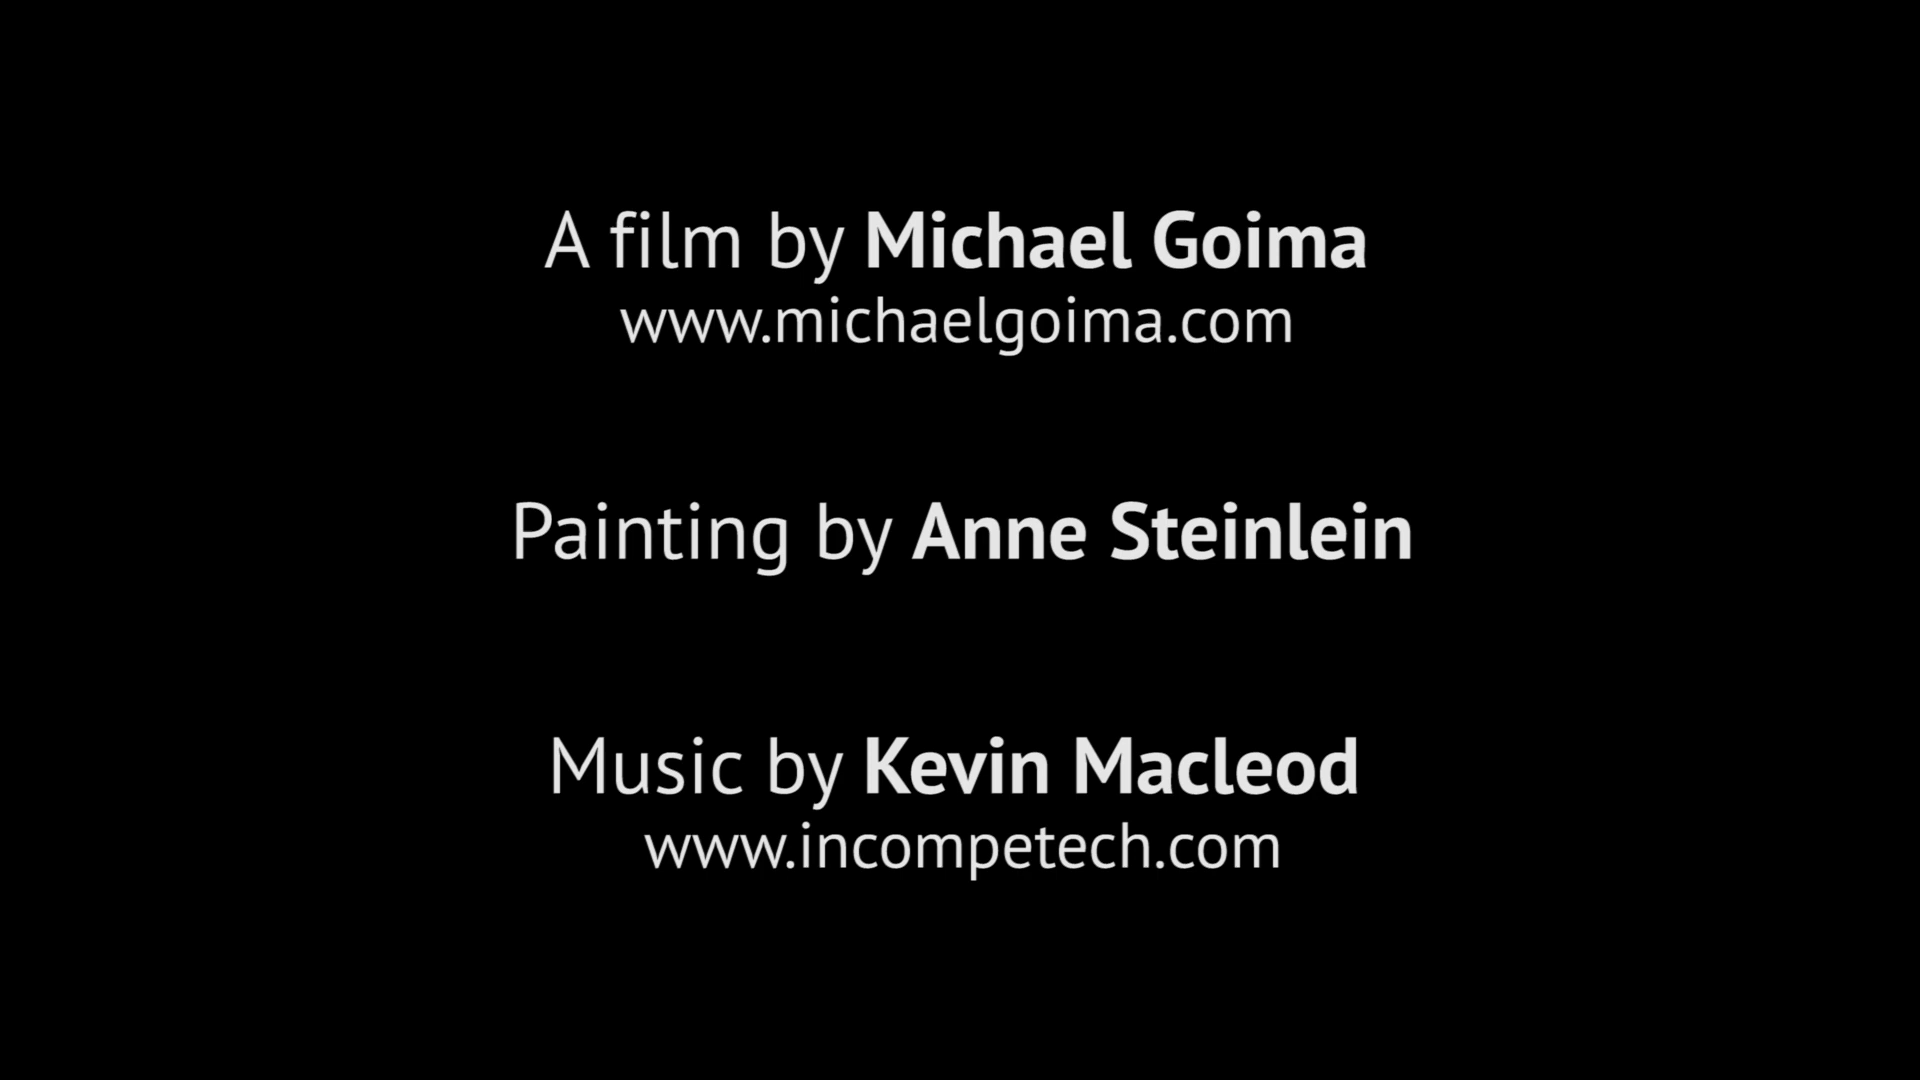 A film by Michael Goima
www.michaelgoima.com
Painting by Anne Steinlein
Music by Kevin Macleod
www.incompetech.com